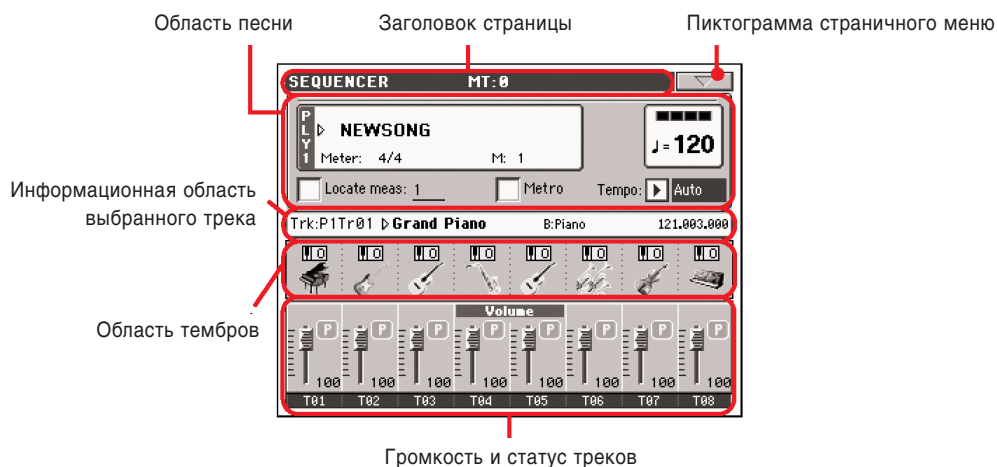 Область песни Заголовок страницы Пиктограмма страничного меню
SEQUENCER MT:0
PLY1
NEWSONG
♩= 120
Meter: 4/4 M: 1
Locate meas: 1 Metro Tempo: Auto
Информационная область
выбранного трека
Trk:P1Tr01 Grand Piano B:Piano 121.003.000
Область тембров
Volume
P P P P P P P P
100 100 100 100 100 100 100 100
T01 T02 T03 T04 T05 T06 T07 T08
Громкость и статус треков